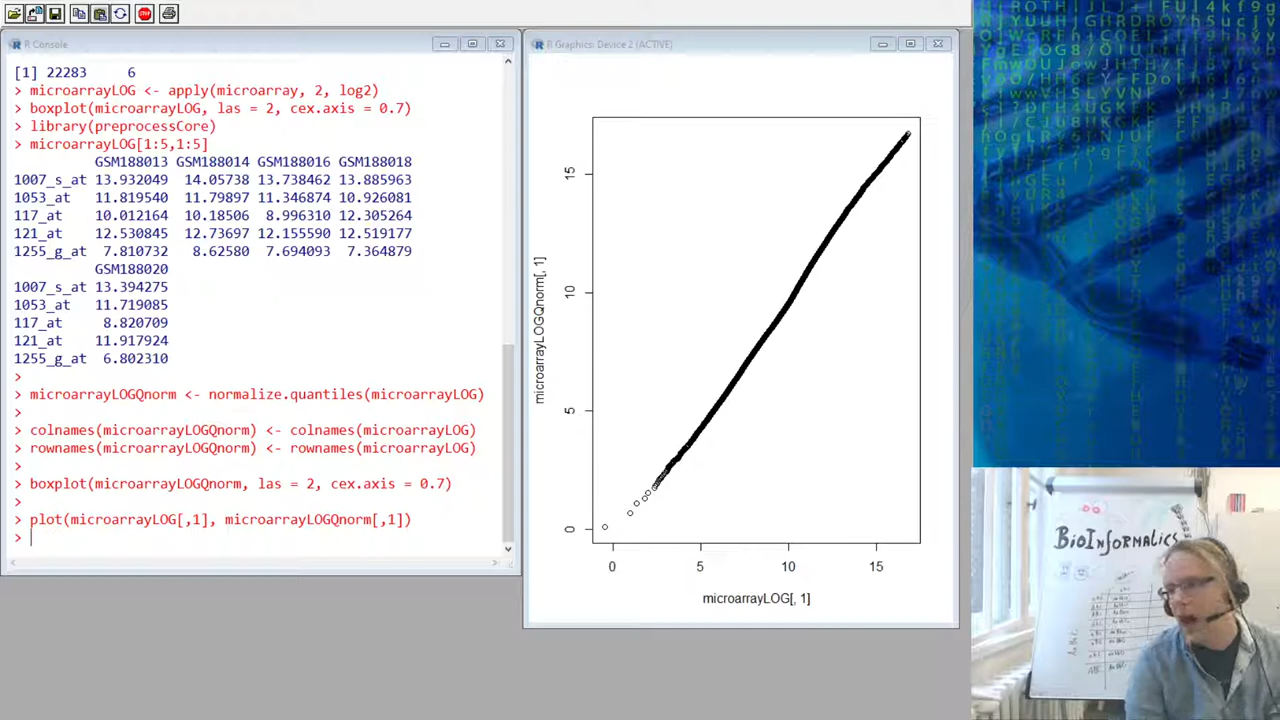 R Console
[1] 22283     6
> microarrayLOG <- apply(microarray, 2, log2)
> boxplot(microarrayLOG, las = 2, cex.axis = 0.7)
> library(preprocessCore)
> microarrayLOG[1:5,1:5]
GSM188013 GSM188014 GSM188016 GSM188018
1007_s_at 13.932049  14.05738 13.738462 13.885963
1053_at   11.819540  11.79897 11.346874 10.926081
117_at    10.012164  10.18506  8.996310 12.305264
121_at    12.530845  12.73697 12.155590 12.519177
1255_g_at  7.810732   8.62580  7.694093  7.364879
GSM188020
1007_s_at 13.394275
1053_at   11.719085
117_at     8.820709
121_at    11.917924
1255_g_at  6.802310
>
> microarrayLOGQnorm <- normalize.quantiles(microarrayLOG)
>
> colnames(microarrayLOGQnorm) <- colnames(microarrayLOG)
> rownames(microarrayLOGQnorm) <- rownames(microarrayLOG)
>
> boxplot(microarrayLOGQnorm, las = 2, cex.axis = 0.7)
>
> plot(microarrayLOG[,1], microarrayLOGQnorm[,1])
>
R Graphics: Device 2 (ACTIVE)
microarrayLOGQnorm[, 1]
15
10
5
0
0 5 10 15
microarrayLOG[, 1]
STOP
BioInformatics